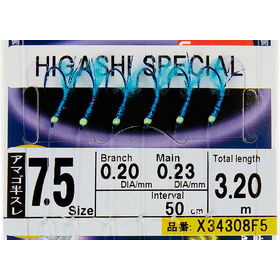 HIGASHI SPECIAL
アマゴ半スレ
7.5
Size
Branch
0.20
DIA/mm
Main
0.23
DIA/mm
Interval
50 cm
Total length
3.20
m
品番: X34308F5